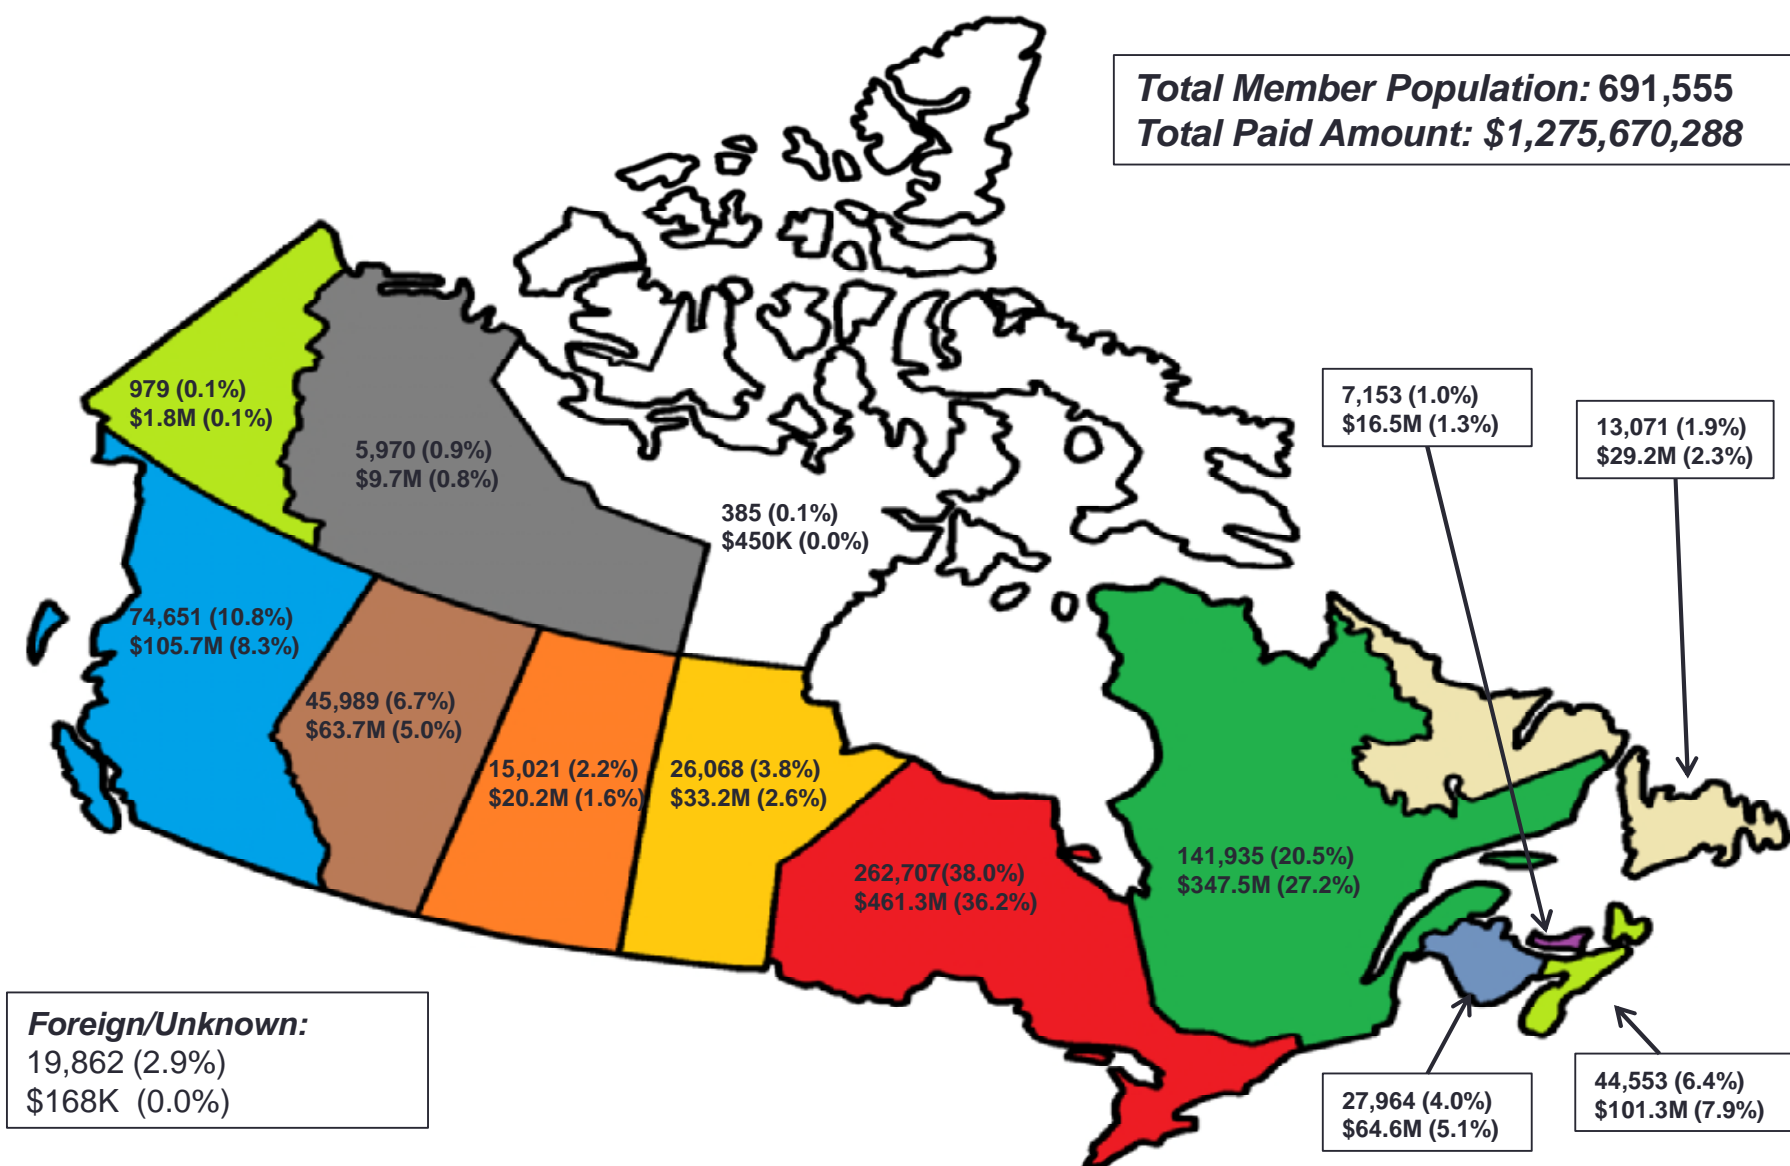 Total Member Population: 691,555
Total Paid Amount: $1,275,670,288
979 (0.1%)
$1.8M (0.1%)
5,970 (0.9%)
$9.7M (0.8%)
385 (0.1%)
$450K (0.0%)
7,153 (1.0%)
$16.5M (1.3%)
13,071 (1.9%)
$29.2M (2.3%)
74,651 (10.8%)
$105.7M (8.3%)
45,989 (6.7%)
$63.7M (5.0%)
15,021 (2.2%)
$20.2M (1.6%)
26,068 (3.8%)
$33.2M (2.6%)
262,707(38.0%)
$461.3M (36.2%)
141,935 (20.5%)
$347.5M (27.2%)
Foreign/Unknown:
19,862 (2.9%)
$168K (0.0%)
27,964 (4.0%)
$64.6M (5.1%)
44,553 (6.4%)
$101.3M (7.9%)